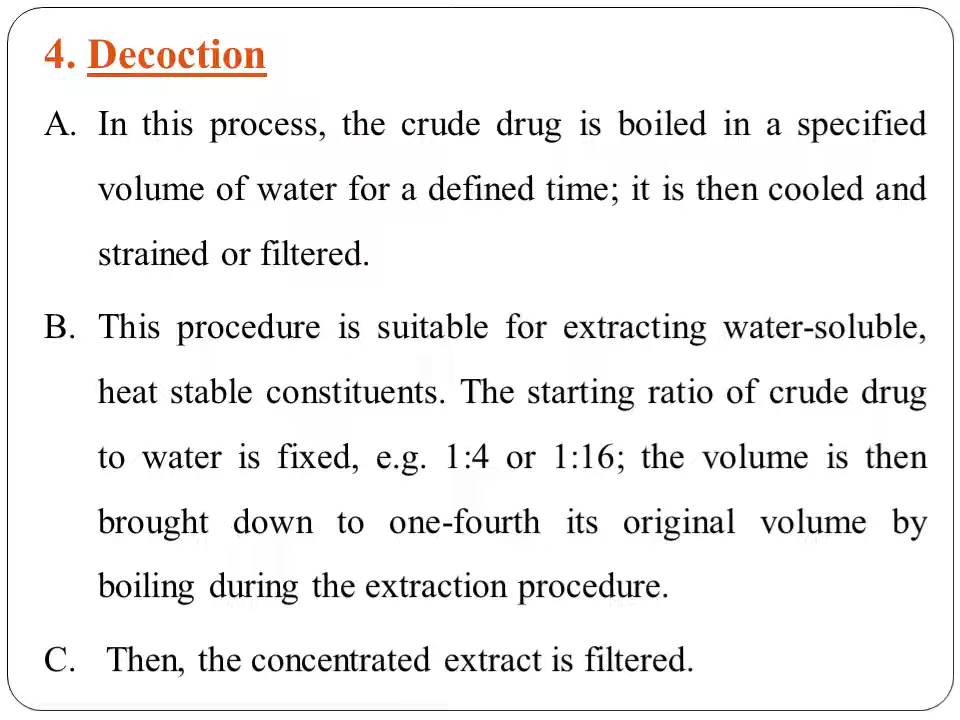 4. Decoction
A. In this process, the crude drug is boiled in a specified
volume of water for a defined time; it is then cooled and
strained or filtered.
B. This procedure is suitable for extracting water-soluble,
heat stable constituents. The starting ratio of crude drug
to water is fixed, e.g. 1:4 or 1:16; the volume is then
brought down to one-fourth its original volume by
boiling during the extraction procedure.
C. Then, the concentrated extract is filtered.